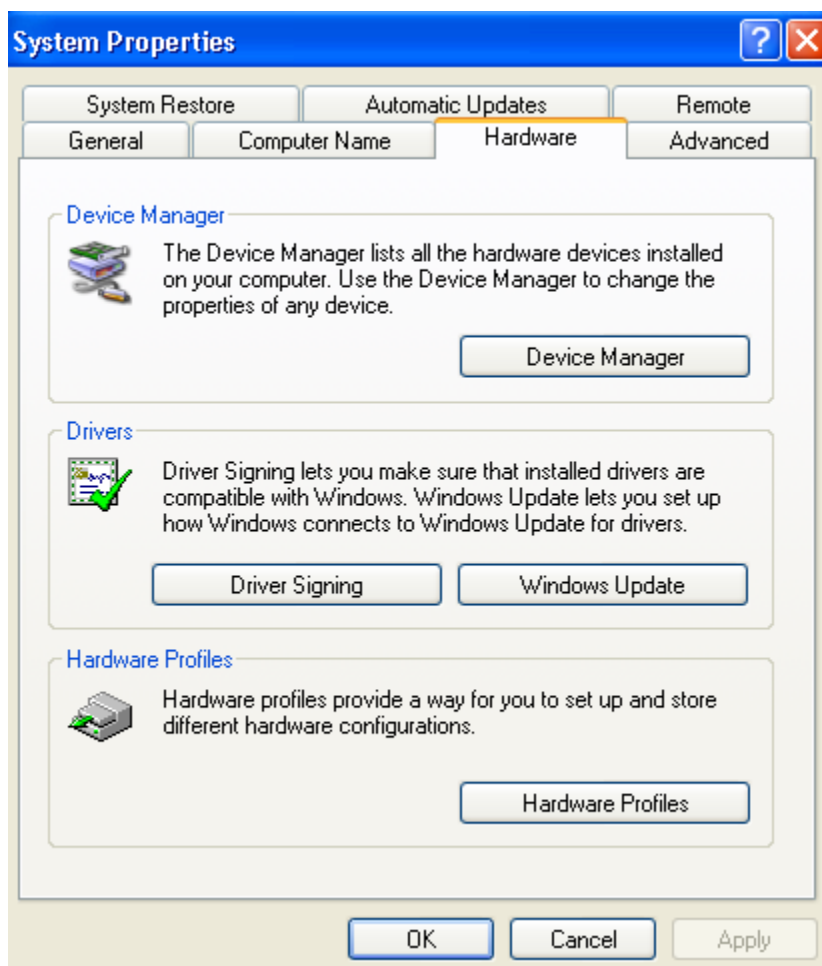 System Properties
System Restore Automatic Updates Remote
General Computer Name Hardware Advanced
Device Manager
The Device Manager lists all the hardware devices installed
on your computer. Use the Device Manager to change the
properties of any device.
Device Manager
Drivers
Driver Signing lets you make sure that installed drivers are
compatible with Windows. Windows Update lets you set up
how Windows connects to Windows Update for drivers.
Driver Signing Windows Update
Hardware Profiles
Hardware profiles provide a way for you to set up and store
different hardware configurations.
Hardware Profiles
OK Cancel Apply